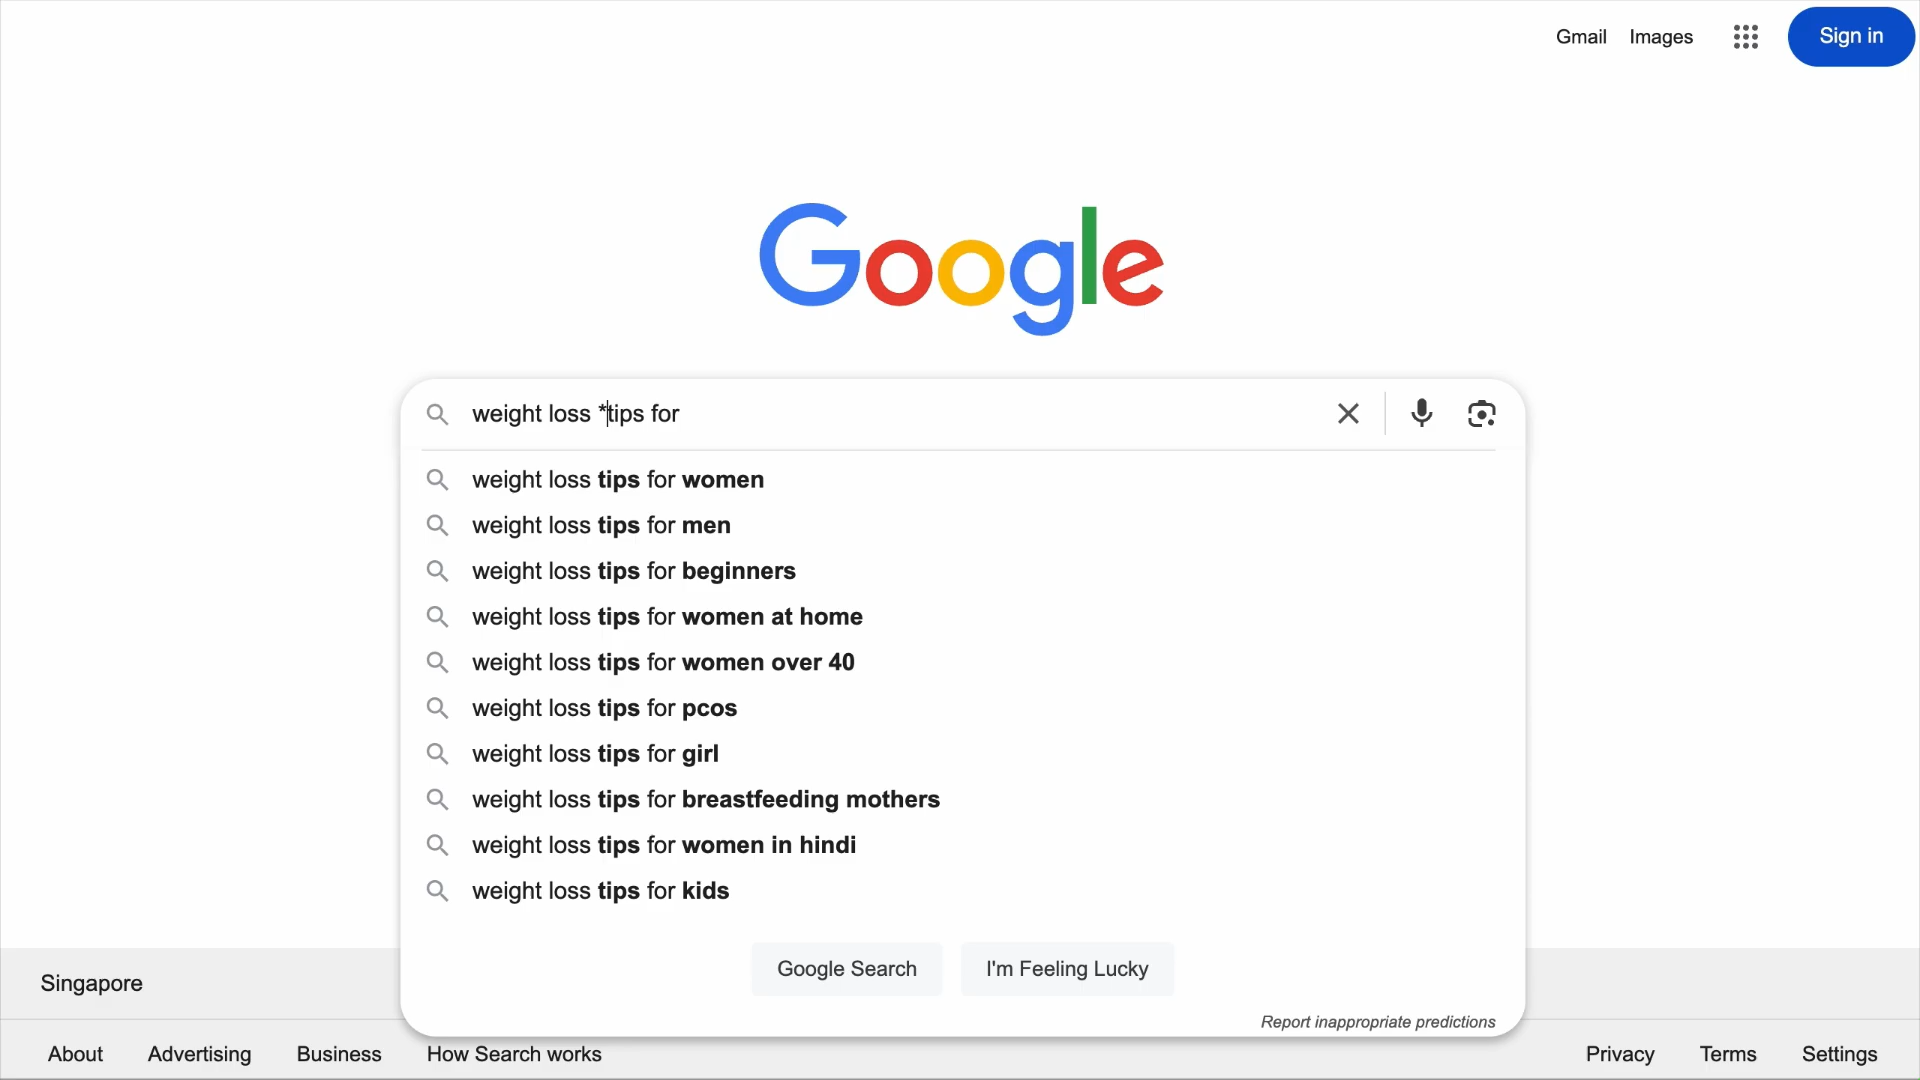 Gmail Images Sign in
Google
weight loss *tips for
weight loss tips for women
weight loss tips for men
weight loss tips for beginners
weight loss tips for women at home
weight loss tips for women over 40
weight loss tips for pcos
weight loss tips for girl
weight loss tips for breastfeeding mothers
weight loss tips for women in hindi
weight loss tips for kids
Google Search I'm Feeling Lucky
Report inappropriate predictions
Singapore
About Advertising Business How Search works Privacy Terms Settings